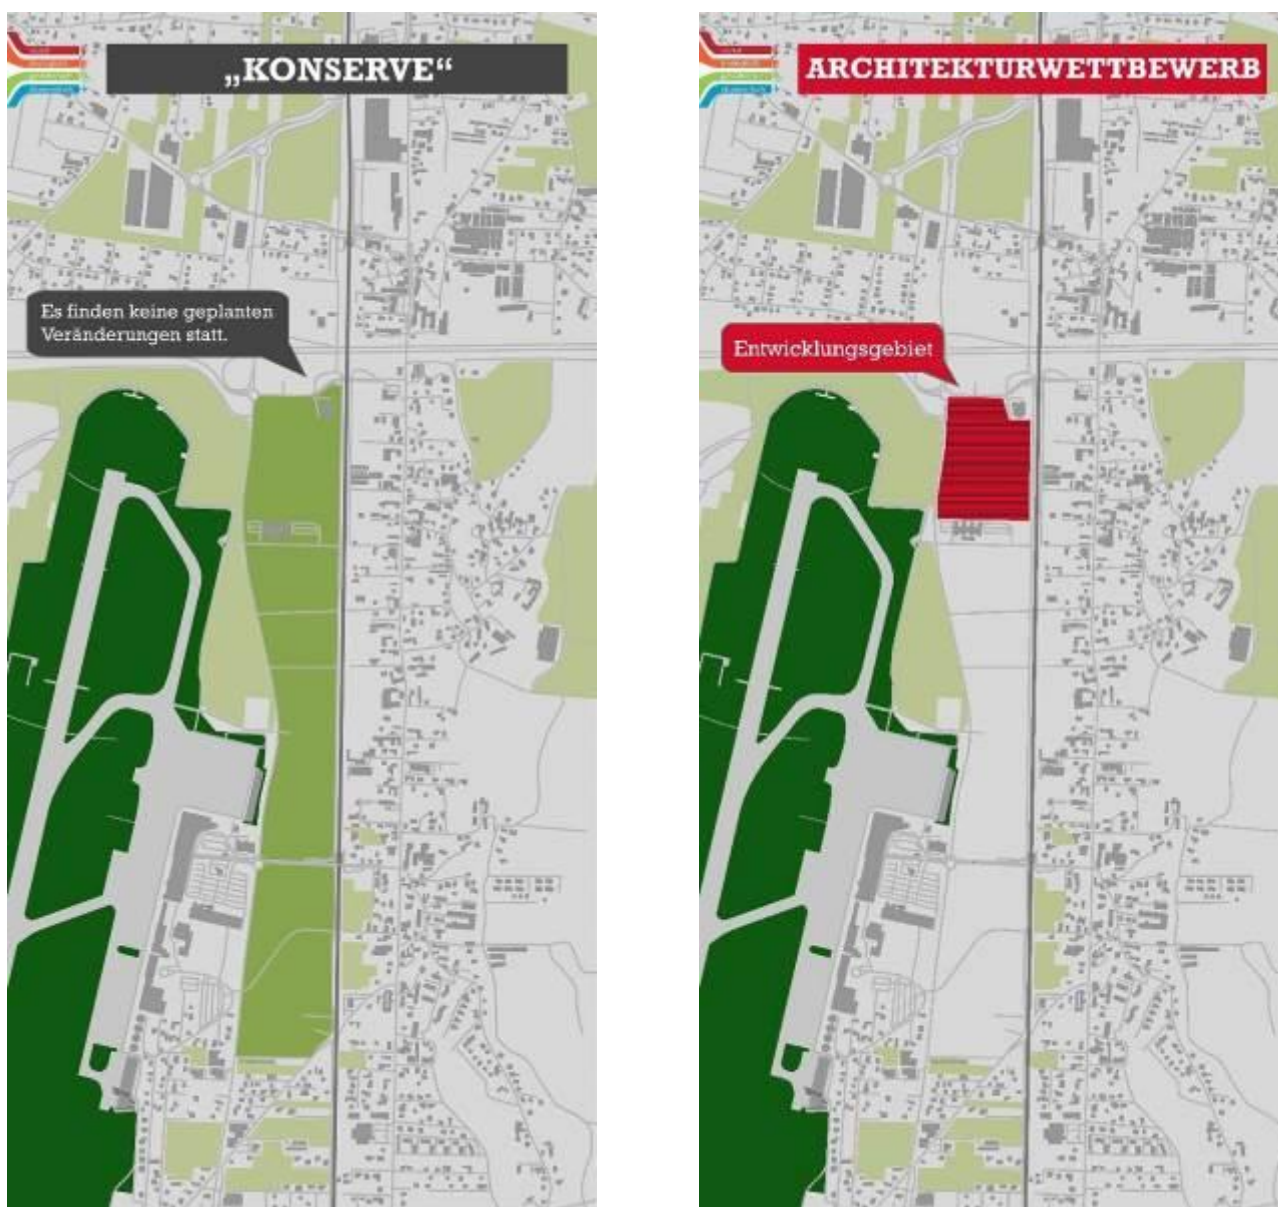 „KONSERVE“
Es finden keine geplanten
Veränderungen statt.
ARCHITEKTURWETTBEWERB
Entwicklungsgebiet